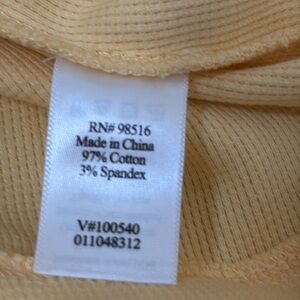 RN# 98516
Made in China
97% Cotton
3% Spandex
V#100540
011048312